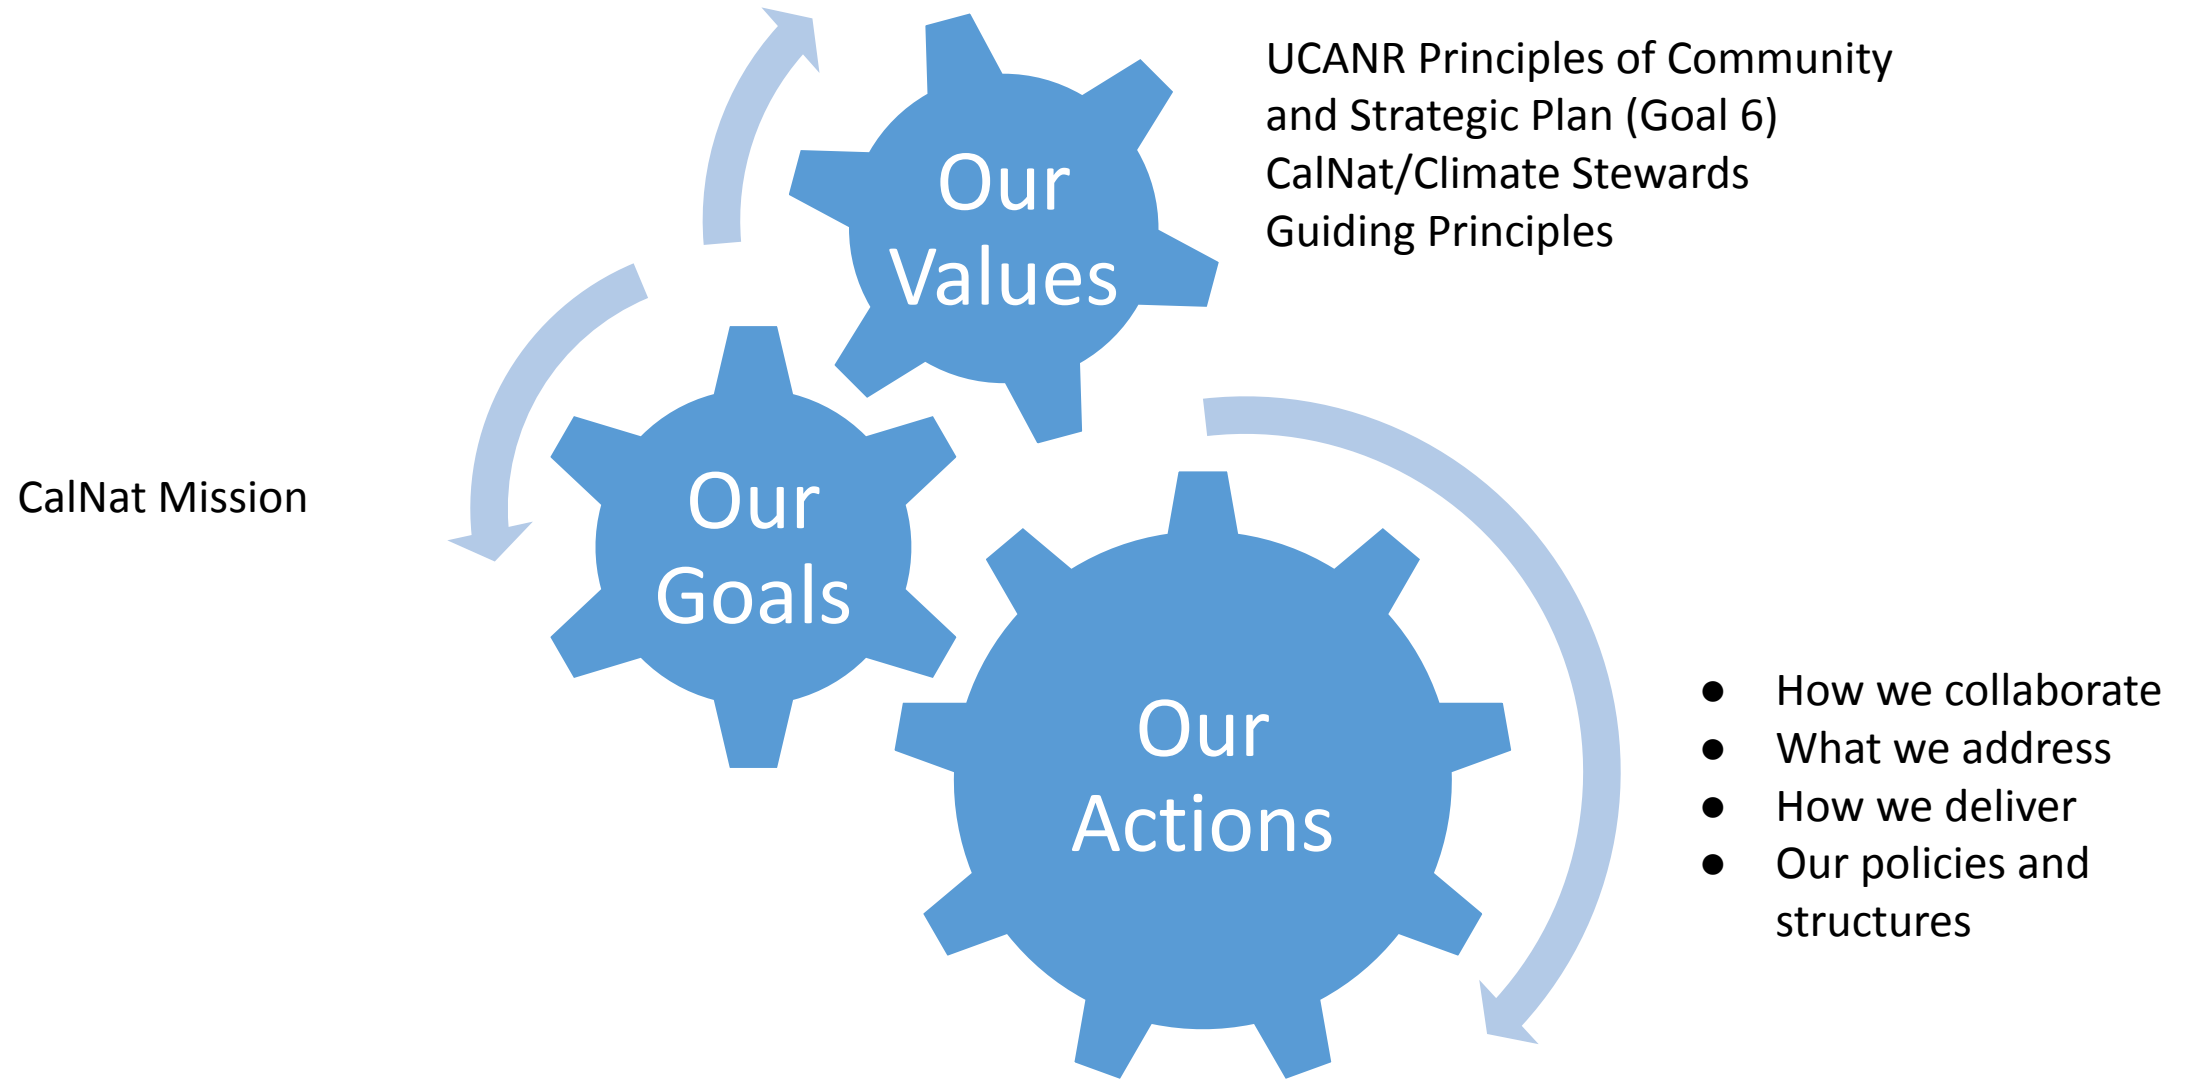 UCANR Principles of Community
and Strategic Plan (Goal 6)
CalNat/Climate Stewards
Guiding Principles
Our
Values
CalNat Mission
Our
Goals
Our
Actions
● How we collaborate
● What we address
● How we deliver
● Our policies and
structures